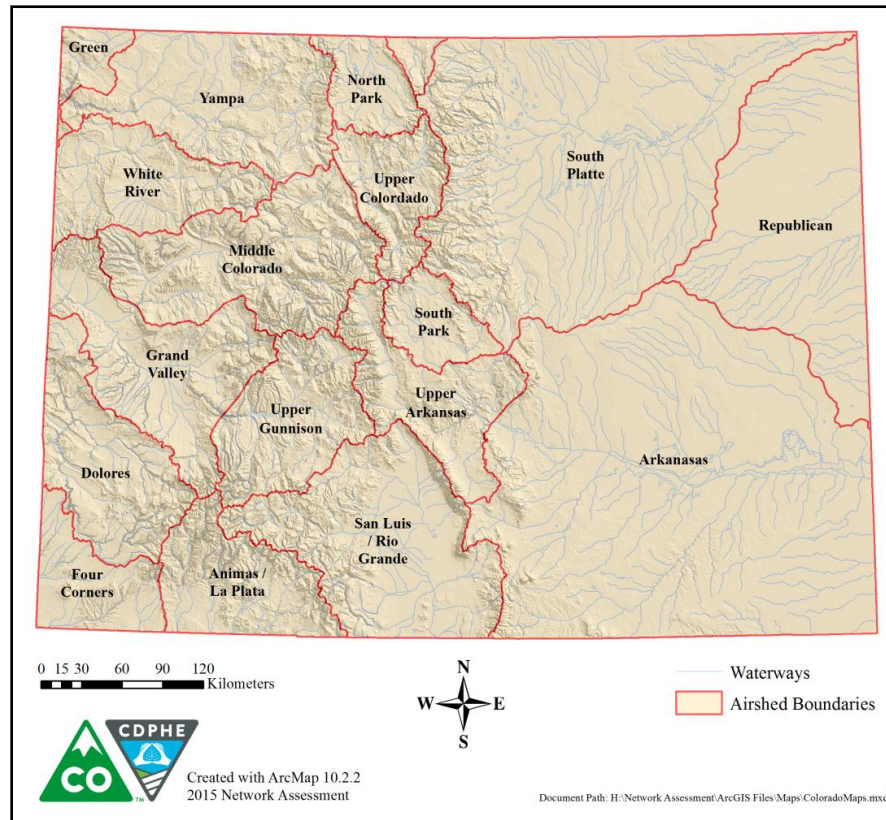 Green
Yampa
North
Park
White
River
Upper
Colordado
South
Platte
Republican
Middle
Colorado
South
Park
Grand
Valley
Upper
Gunnison
Upper
Arkansas
Dolores
Arkanasas
San Luis
/ Rio
Grande
Four
Corners
Animas /
La Plata
0 15 30 60 90 120
Kilometers
N
W E
S
Waterways
Airshed Boundaries
CDPHE
CO
TM
Created with ArcMap 10.2.2
2015 Network Assessment
Document Path: H:\Network Assessment\ArcGIS Files\Maps\ColoradoMaps.mxd